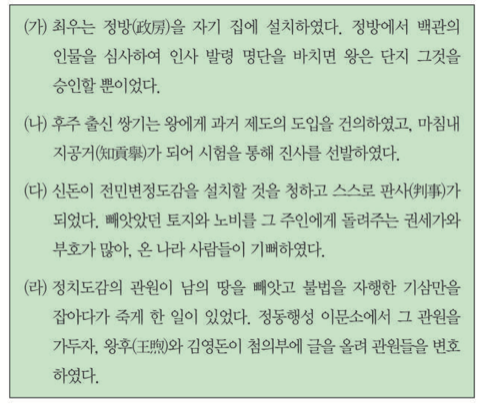 (가) 최우는 정방(政房)을 자기 집에 설치하였다. 정방에서 백관의
인물을 심사하여 인사 발령 명단을 바치면 왕은 단지 그것을
승인할 뿐이었다.
(나) 후주 출신 쌍기는 왕에게 과거 제도의 도입을 건의하였고, 마침내
지공거(知貢擧)가 되어 시험을 통해 진사를 선발하였다.
(다) 신돈이 전민변정도감을 설치할 것을 청하고 스스로 판사(判事)가
되었다. 빼앗았던 토지와 노비를 그 주인에게 돌려주는 권세가와
부호가 많아, 온 나라 사람들이 기뻐하였다.
(라) 정치도감의 관원이 남의 땅을 빼앗고 불법을 자행한 기삼만을
잡아다가 죽게 한 일이 있었다. 정동행성 이문소에서 그 관원을
가두자, 왕후(王煦)와 김영돈이 첨의부에 글을 올려 관원들을 변호
하였다.